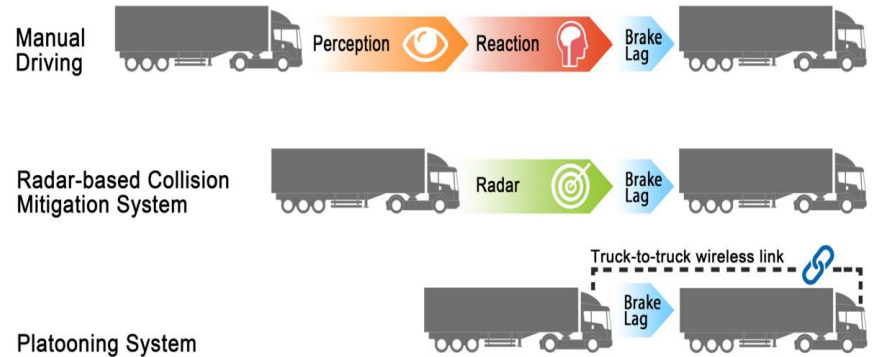 Manual
Driving
Perception
Reaction
Brake
Lag
Radar-based Collision
Mitigation System
Radar
Brake
Lag
Truck-to-truck wireless link
Brake
Lag
Platooning System